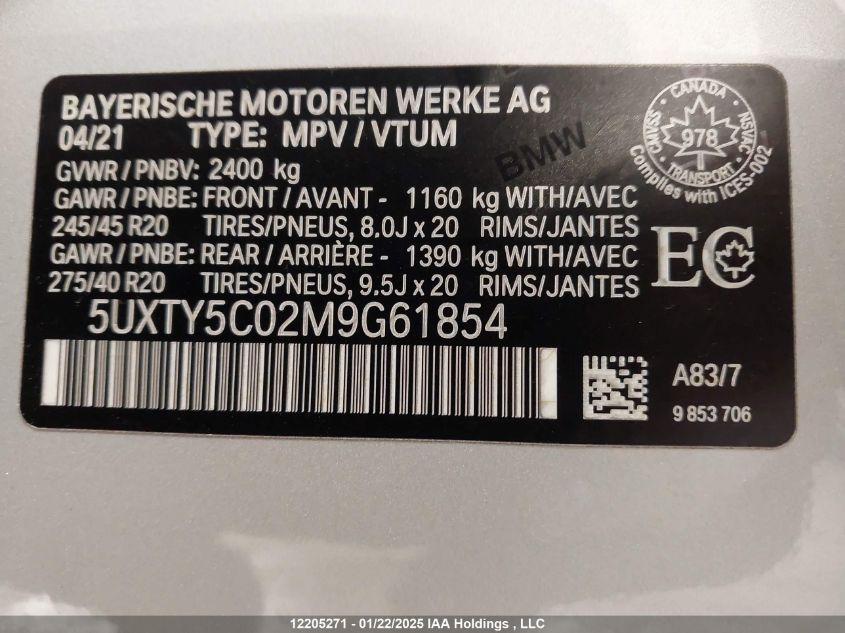 BAYERISCHE MOTOREN WERKE AG
04/21 TYPE: MPV / VTUM
BMW
GVWR / PNBV: 2400 kg
GAWR / PNBE: FRONT / AVANT - 1160 kg WITH/AVEC
245/45 R20 TIRES/PNEUS, 8.0J x 20 RIMS/JANTES
GAWR / PNBE: REAR / ARRIÈRE - 1390 kg WITH/AVEC
275/40 R20 TIRES/PNEUS, 9.5J x 20 RIMS/JANTES
CANADA
CMVSS
978
NSVAC
TRANSPORT
Complies with ICES-002
EC
5UXTY5C02M9G61854
A83/7
9 853 706
12205271 - 01/22/2025 IAA Holdings , LLC